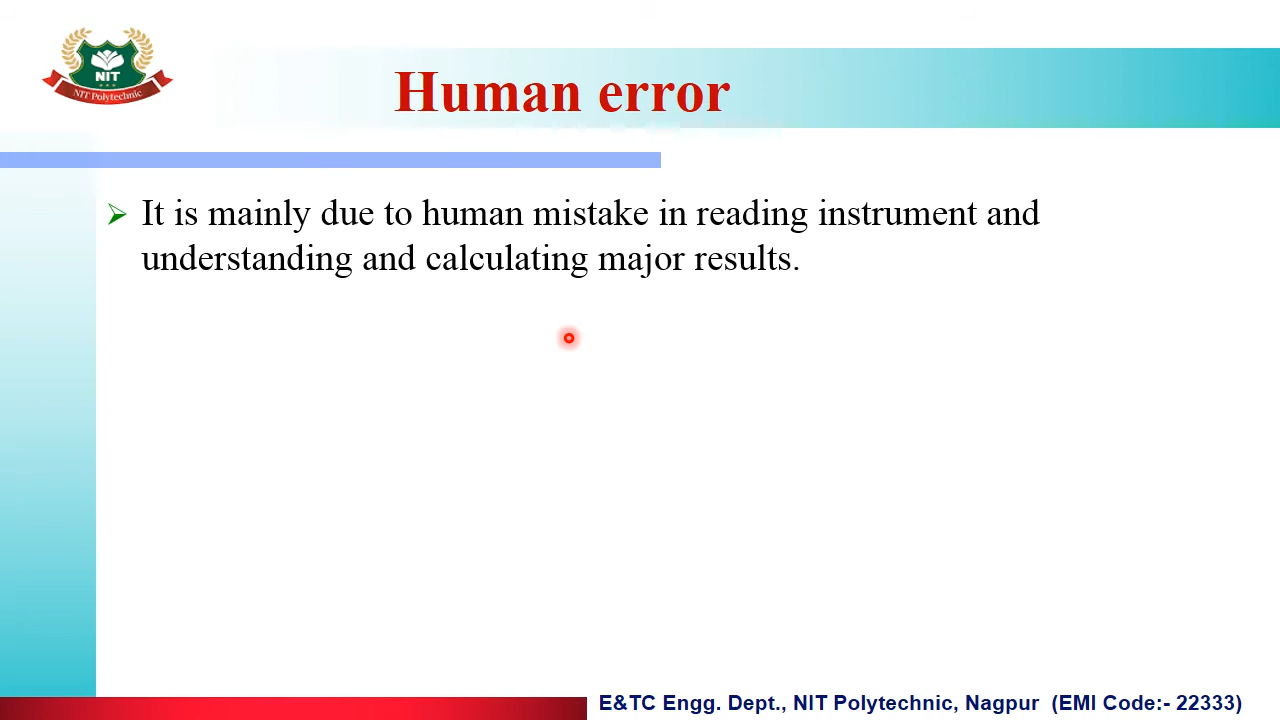 NIT
NIT Polytechnic
Human error
It is mainly due to human mistake in reading instrument and
understanding and calculating major results.
E&TC Engg. Dept., NIT Polytechnic, Nagpur (EMI Code:- 22333)